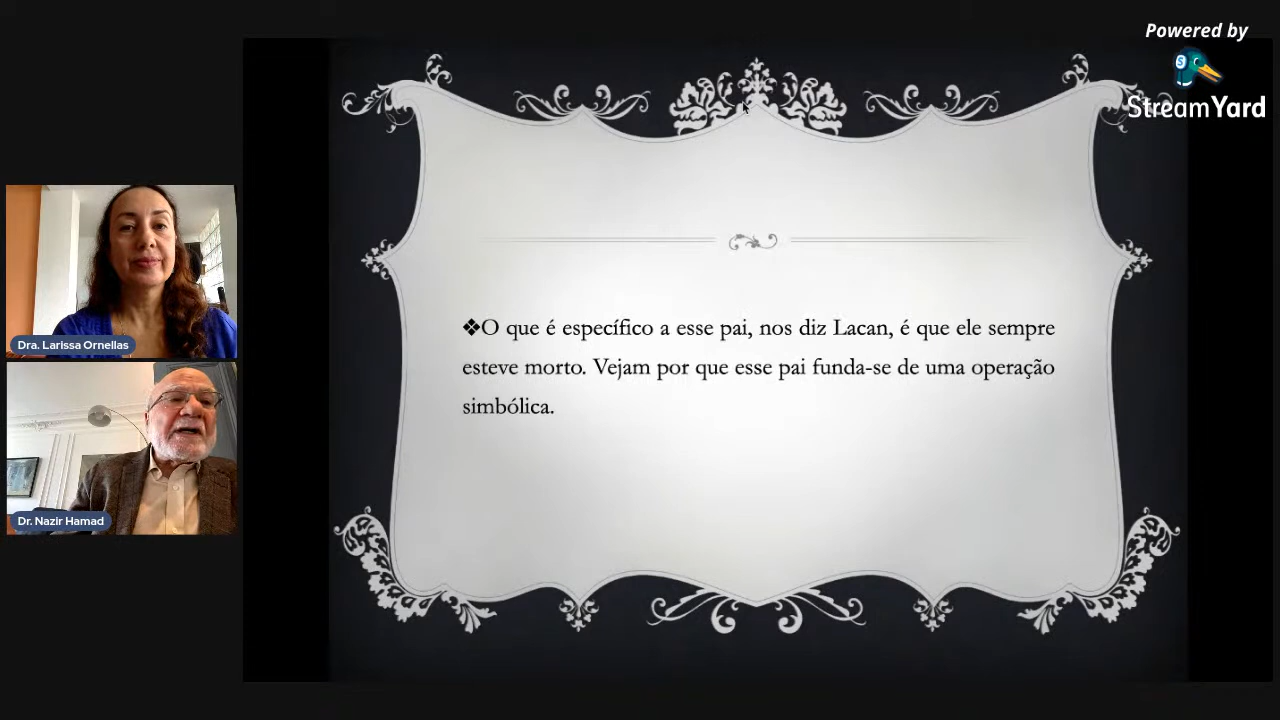 Powered by
StreamYard
Dra. Larissa Ornellas
Dr. Nazir Hamad
❖O que é específico a esse pai, nos diz Lacan, é que ele sempre
esteve morto. Vejam por que esse pai funda-se de uma operação
simbólica.